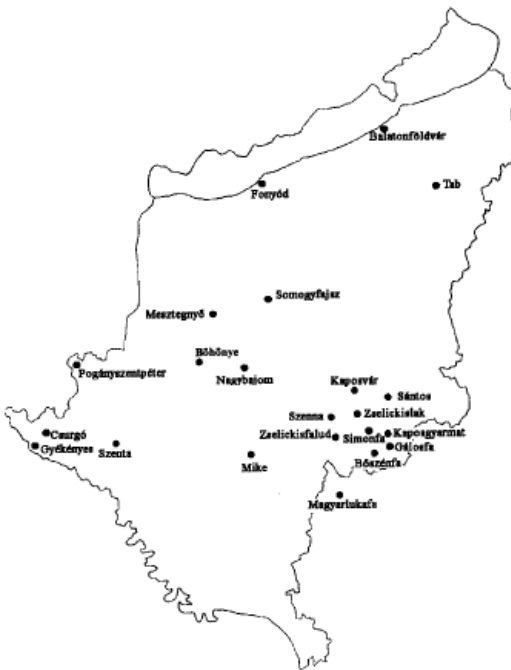 Balatonföldvár
Fonyód
Tab
Somogyfajsz
Mesztegnyő
Böhönye
Pogányszentpéter
Nagybajom
Kaposvár
Sántos
Szenna
Zselickislak
Csurgó
Zselickisfalud
Simonfa
Kaposgyarmat
Gyékényes
Szenta
Gálosfa
Mike
Bőszénfa
Magyarlukafa